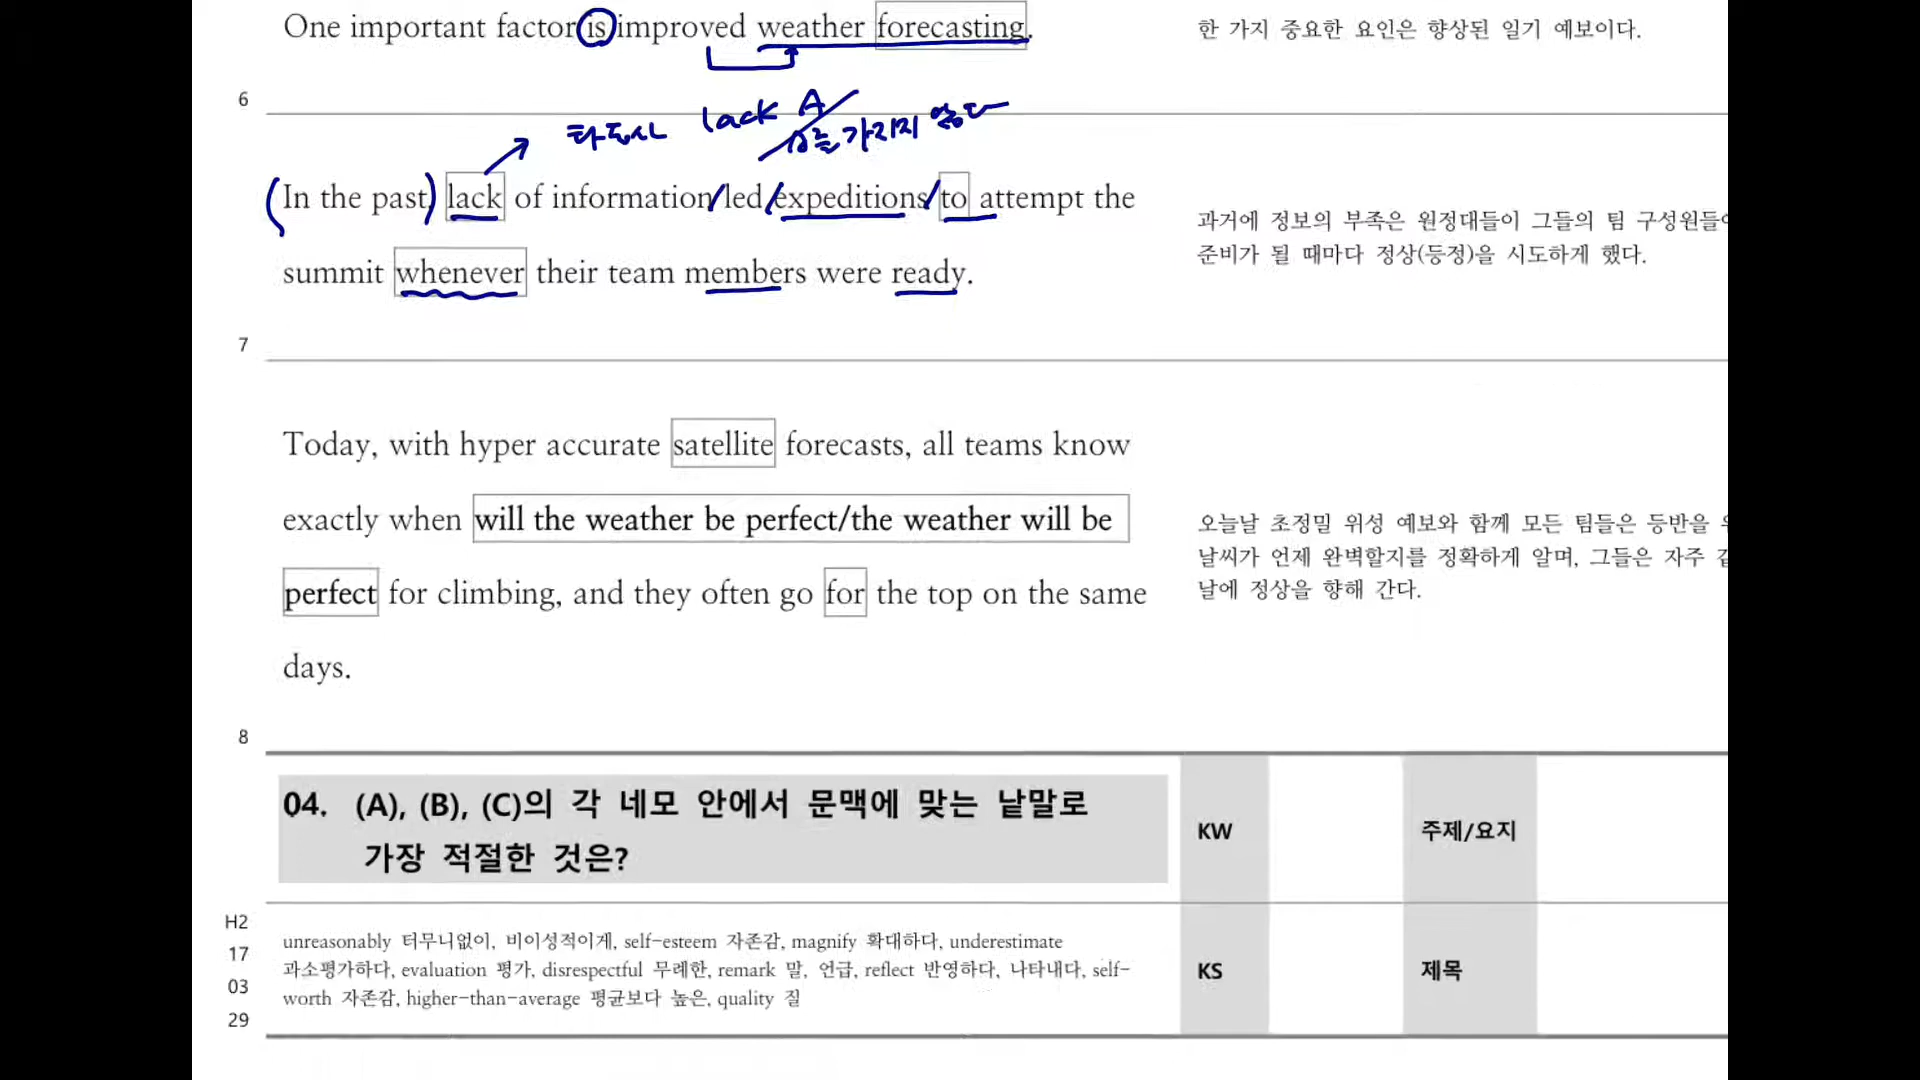 One important factor is improved weather forecasting.
한 가지 중요한 요인은 향상된 일기 예보이다.
6
타도사 lack A
A를 가지지 않다
In the past, lack of information led expeditions to attempt the
summit whenever their team members were ready.
과거에 정보의 부족은 원정대들이 그들의 팀 구성원들이
준비가 될 때마다 정상(등정)을 시도하게 했다.
7
Today, with hyper accurate satellite forecasts, all teams know
exactly when will the weather be perfect/the weather will be
perfect for climbing, and they often go for the top on the same
days.
오늘날 초정밀 위성 예보와 함께 모든 팀들은 등반을
날씨가 언제 완벽할지를 정확하게 알며, 그들은 자주
날에 정상을 향해 간다.
8
04. (A), (B), (C)의 각 네모 안에서 문맥에 맞는 낱말로
가장 적절한 것은?
KW
주제/요지
H2
17
03
29
unreasonably 터무니없이, 비이성적이게, self-esteem 자존감, magnify 확대하다, underestimate
과소평가하다, evaluation 평가, disrespectful 무례한, remark 말, 언급, reflect 반영하다, 나타내다, self-
worth 자존감, higher-than-average 평균보다 높은, quality 질
KS
제목